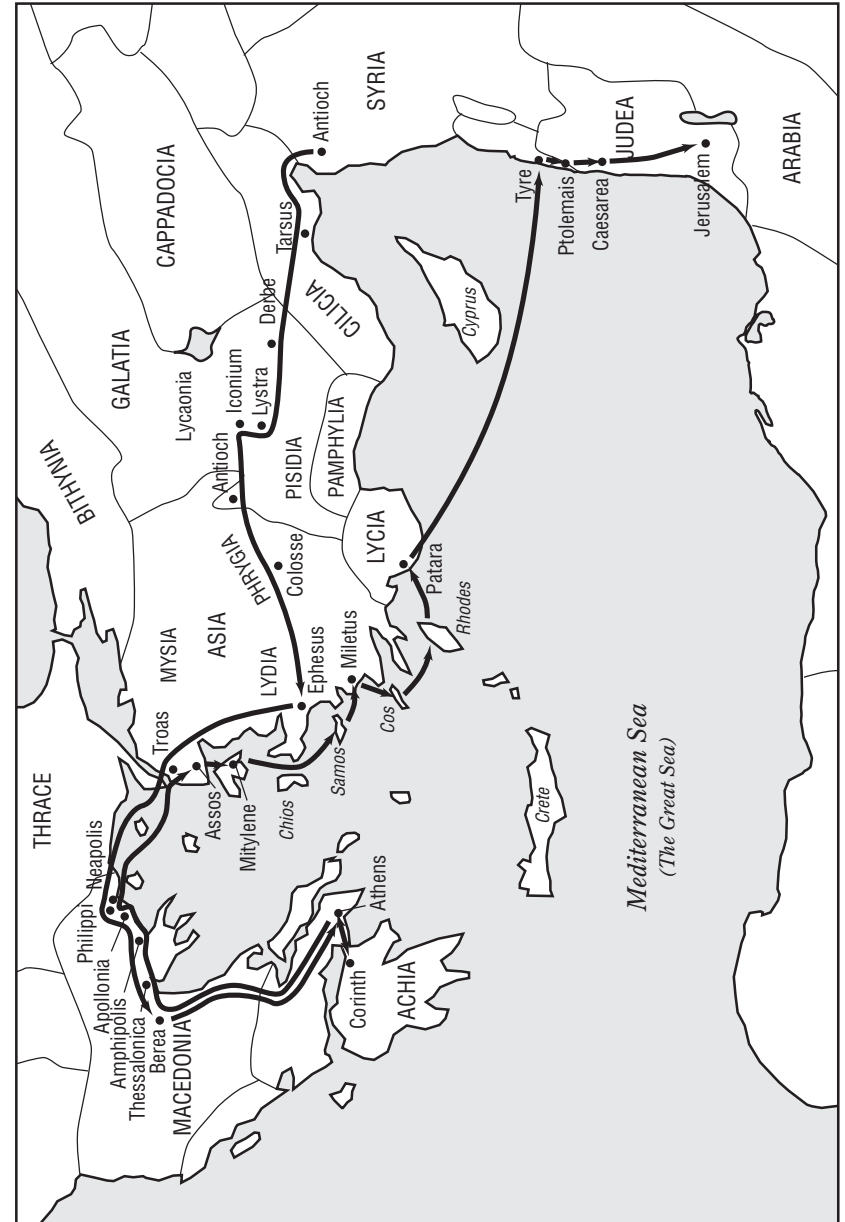 THRACE
BITHYNIA
GALATIA
CAPPADOCIA
SYRIA
MACEDONIA
Philippi
Neapolis
Apollonia
Amphipolis
Thessalonica
Berea
Troas
Assos
Mitylene
MYSIA
ASIA
PHRYGIA
LYDIA
Ephesus
Miletus
Colosse
Antioch
Iconium
Lystra
Lycaonia
Derbe
Tarsus
Antioch
PISIDIA
PAMPHYLIA
CILICIA
LYCIA
Patara
Chios
Samos
Cos
Rhodes
Athens
Corinth
ACHIA
Crete
Cyprus
Tyre
Ptolemais
Caesarea
JUDEA
Jerusalem
ARABIA
Mediterranean Sea
(The Great Sea)